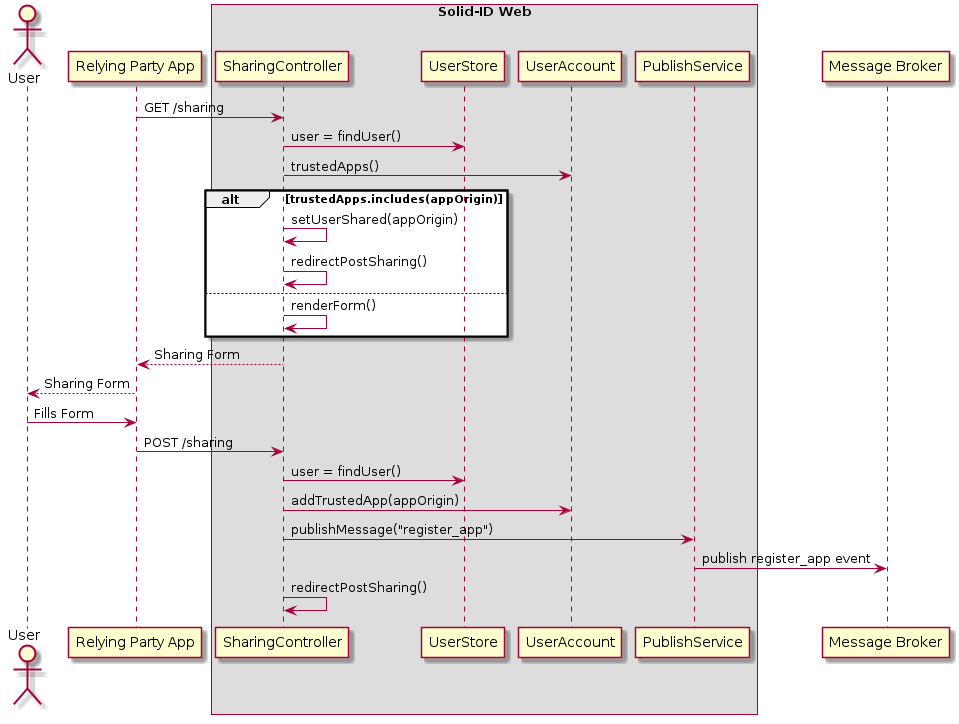 Solid-ID Web
User
Relying Party App
SharingController
UserStore
UserAccount
PublishService
Message Broker
GET /sharing
user = findUser()
trustedApps()
alt
[trustedApps.includes(appOrigin)]
setUserShared(appOrigin)
redirectPostSharing()
renderForm()
Sharing Form
Sharing Form
Fills Form
POST /sharing
user = findUser()
addTrustedApp(appOrigin)
publishMessage("register_app")
publish register_app event
redirectPostSharing()
User
Relying Party App
SharingController
UserStore
UserAccount
PublishService
Message Broker